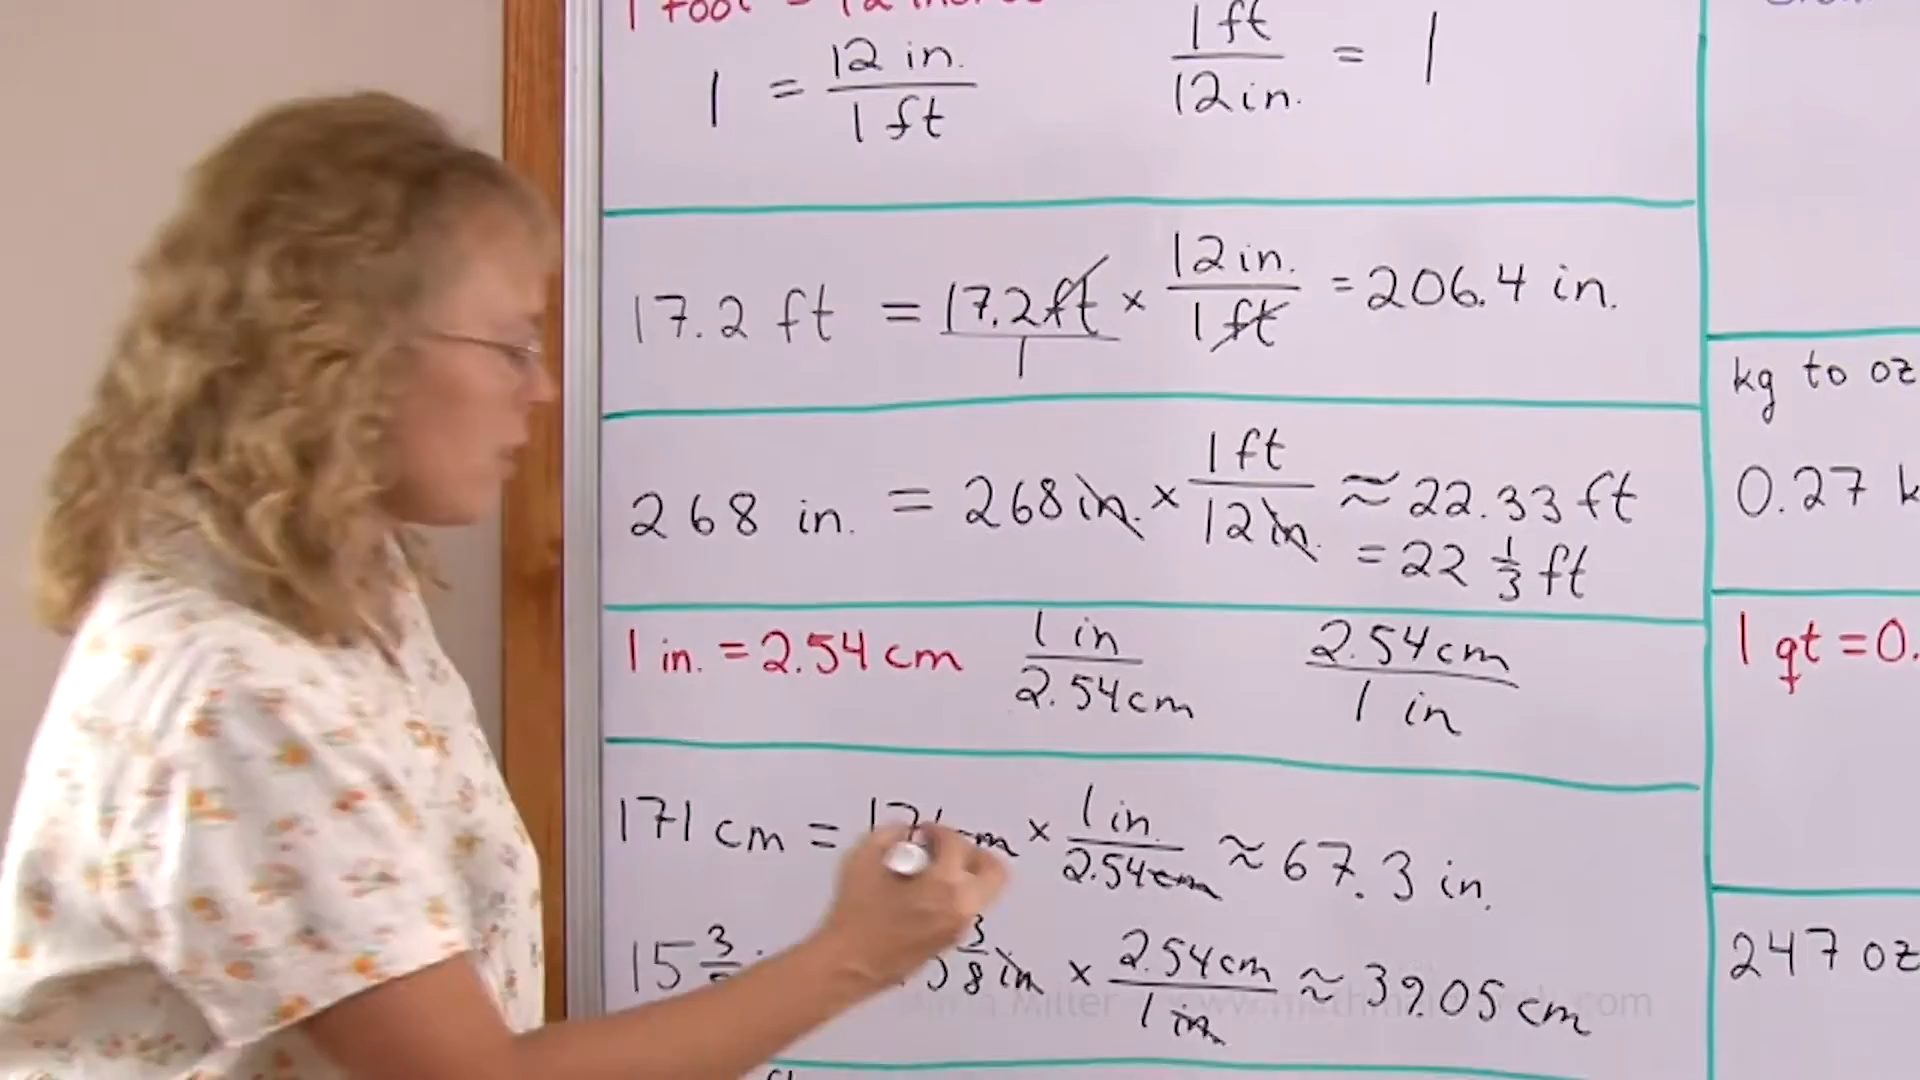 1 foot = 12 inches
1 = 12 in. / 1 ft
1 ft / 12 in. = 1
17.2 ft = 17.2 ft / 1 × 12 in. / 1 ft = 206.4 in.
268 in. = 268 in. × 1 ft / 12 in. ≈ 22.33 ft
= 22 1/3 ft
1 in. = 2.54 cm
1 in / 2.54 cm
2.54 cm / 1 in
171 cm = 171 cm × 1 in. / 2.54 cm ≈ 67.3 in.
15 3/ 3/8 in × 2.54 cm / 1 in ≈ 39.05 cm
Miller www. .com
kg to oz
0.27 k
1 qt = 0.
247 oz